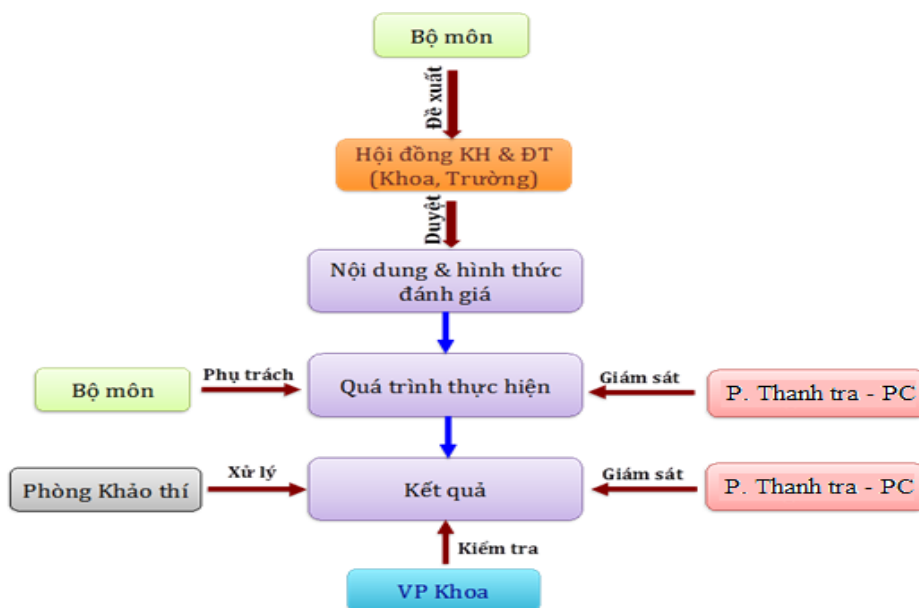 Bộ môn
Đề xuất
Hội đồng KH & ĐT
(Khoa, Trường)
Duyệt
Nội dung & hình thức
đánh giá
Bộ môn
Phụ trách
Quá trình thực hiện
Giám sát
P. Thanh tra - PC
Phòng Khảo thí
Xử lý
Kết quả
Giám sát
P. Thanh tra - PC
Kiểm tra
VP Khoa